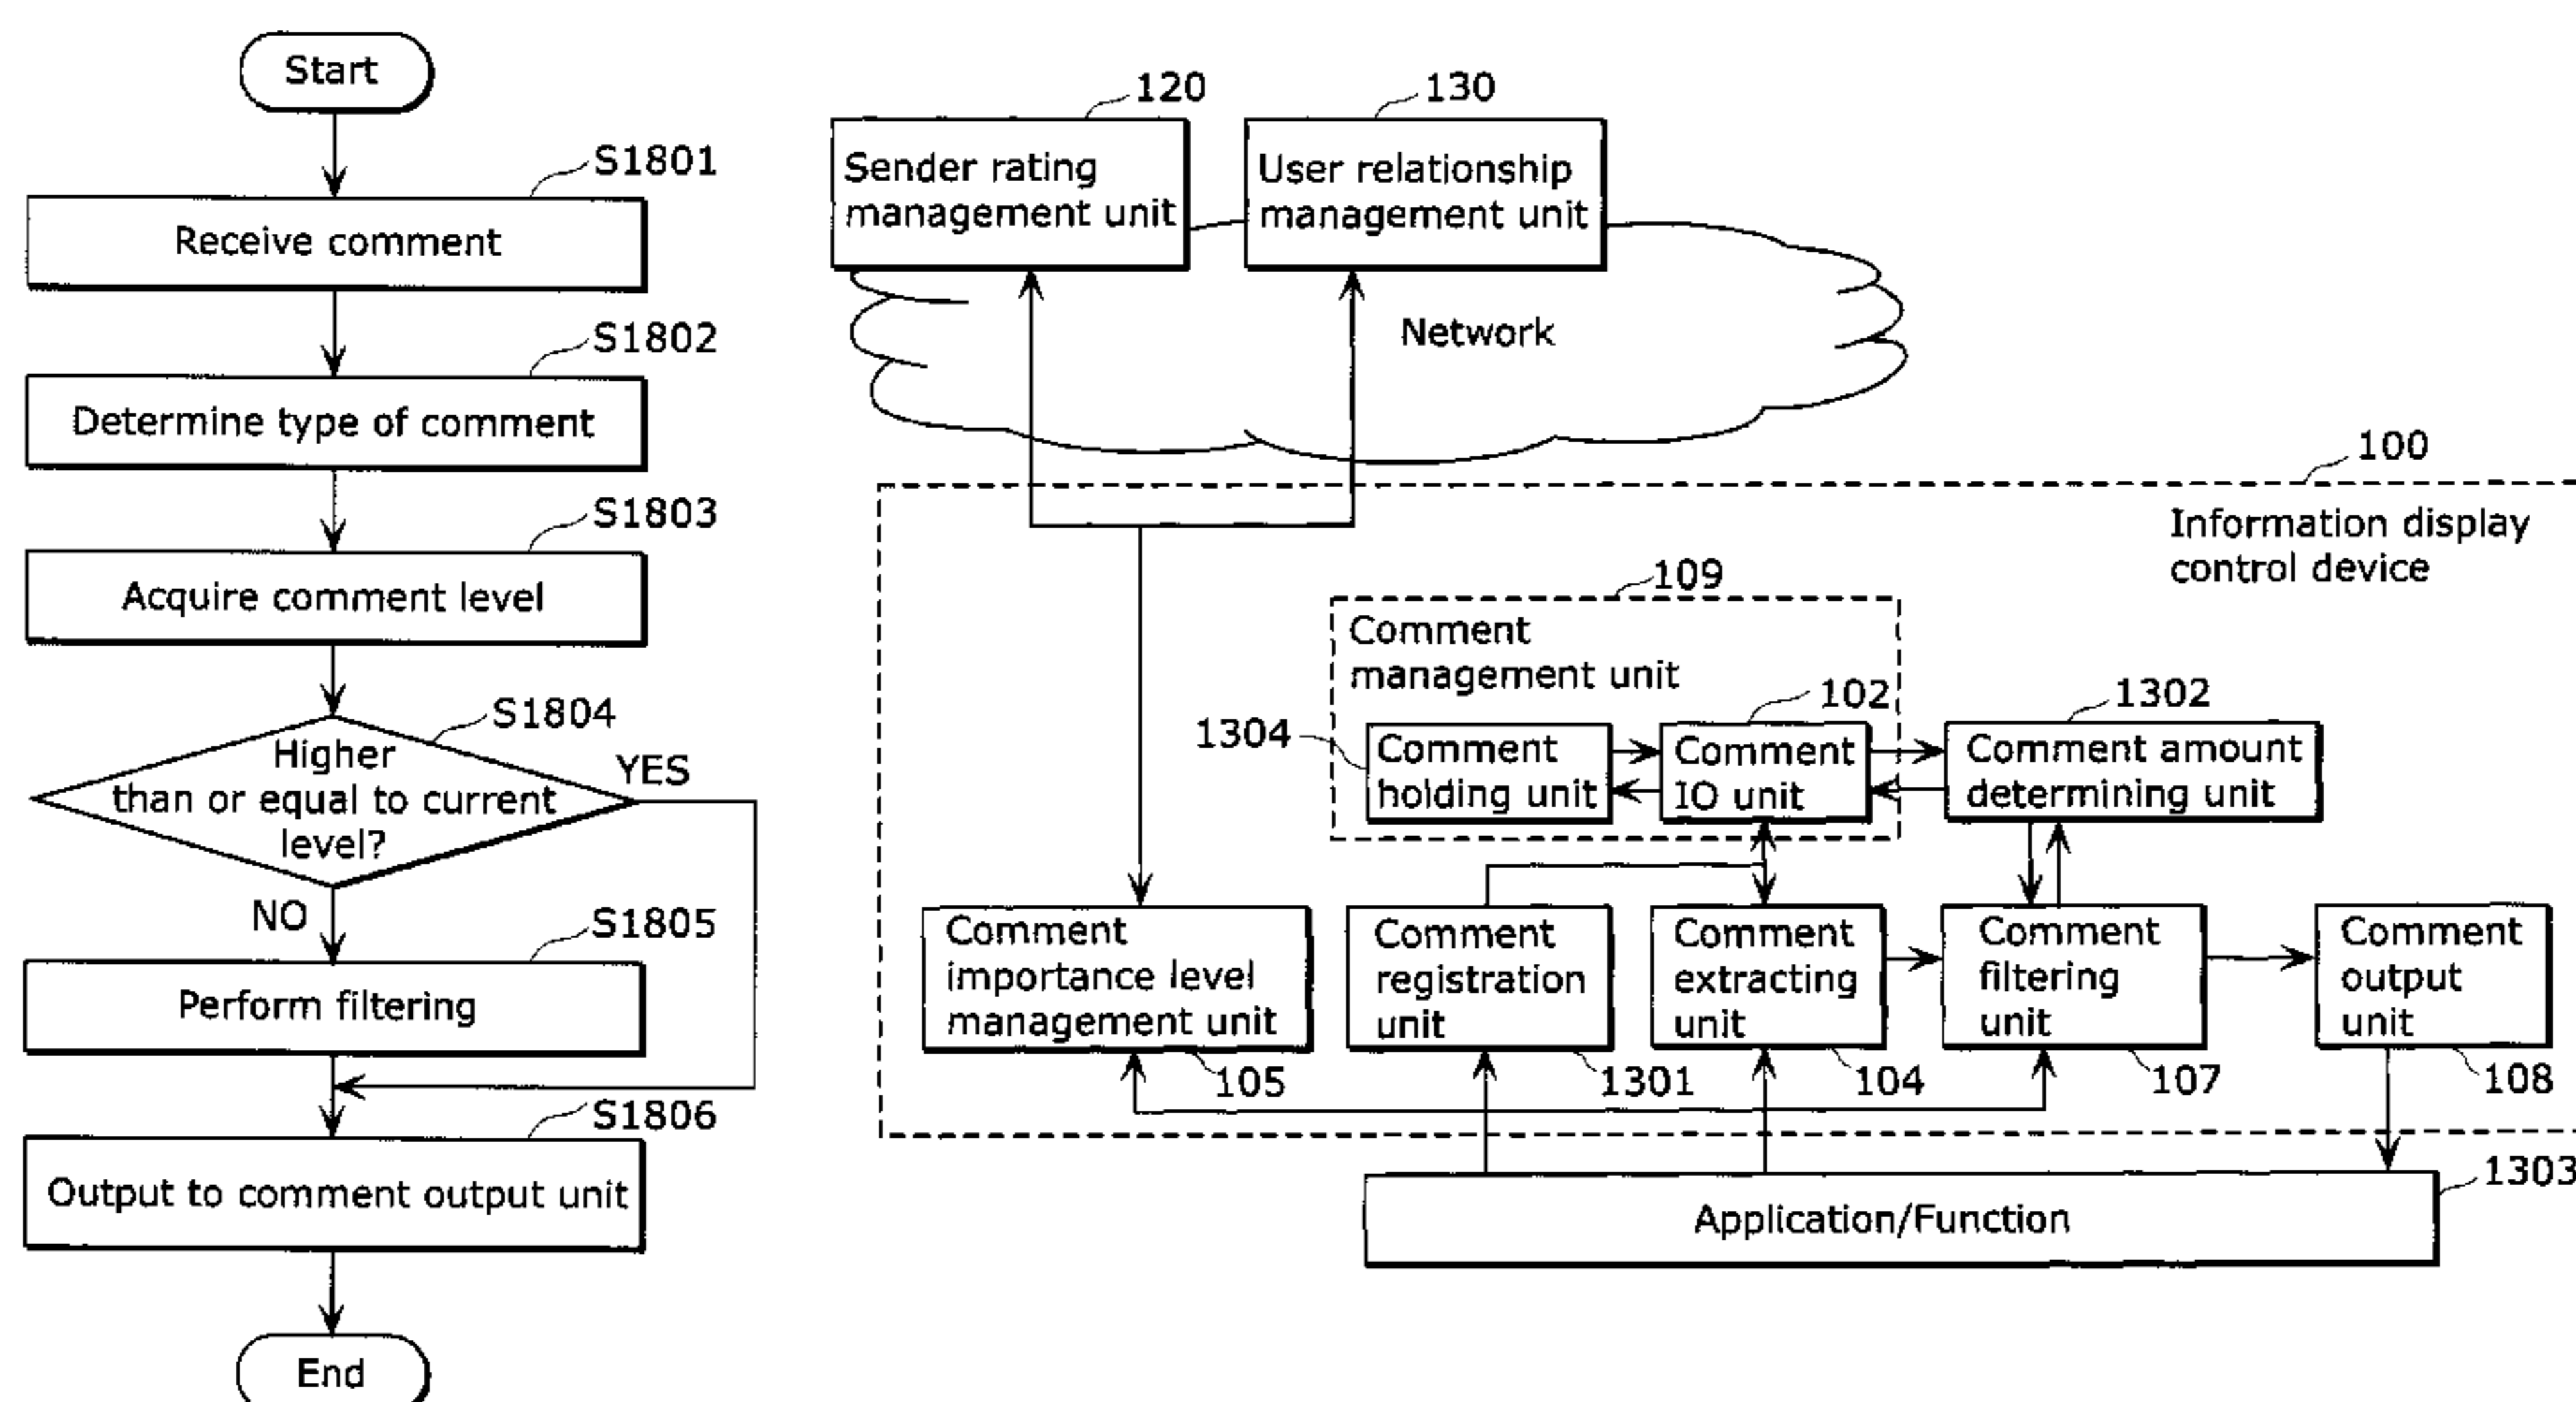 Start
S1801
Receive comment
S1802
Determine type of comment
S1803
Acquire comment level
S1804
Higher
than or equal to current
level?
YES
NO
S1805
Perform filtering
S1806
Output to comment output unit
End
120
Sender rating
management unit
130
User relationship
management unit
Network
100
Information display
control device
109
Comment
management unit
1304
Comment
holding unit
102
Comment
IO unit
1302
Comment amount
determining unit
Comment
importance level
management unit
105
Comment
registration
unit
1301
Comment
extracting
unit
104
Comment
filtering
unit
107
Comment
output
unit
108
1303
Application/Function